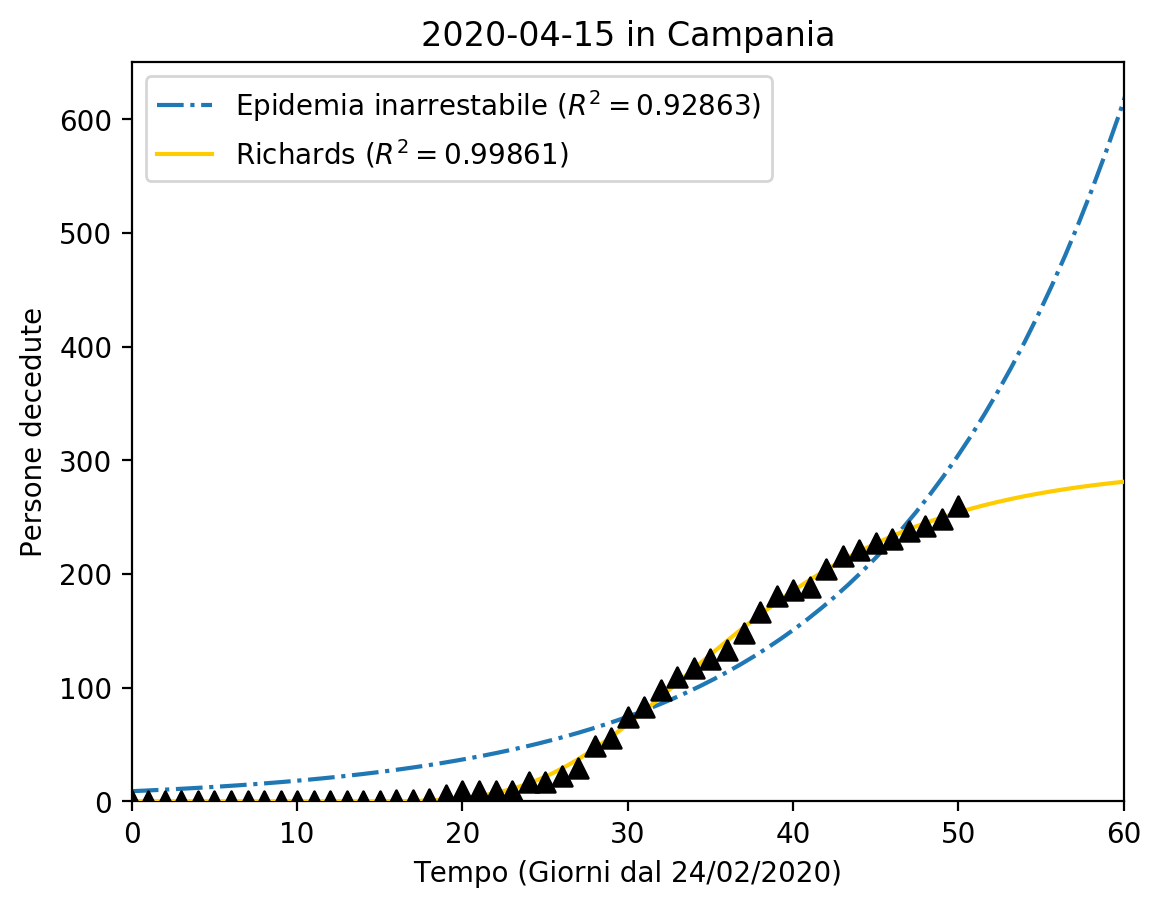 2020-04-15 in Campania
Epidemia inarrestabile (R² = 0.92863)
Richards (R² = 0.99861)
600
500
400
300
200
100
0
Persone decedute
0 10 20 30 40 50 60
Tempo (Giorni dal 24/02/2020)